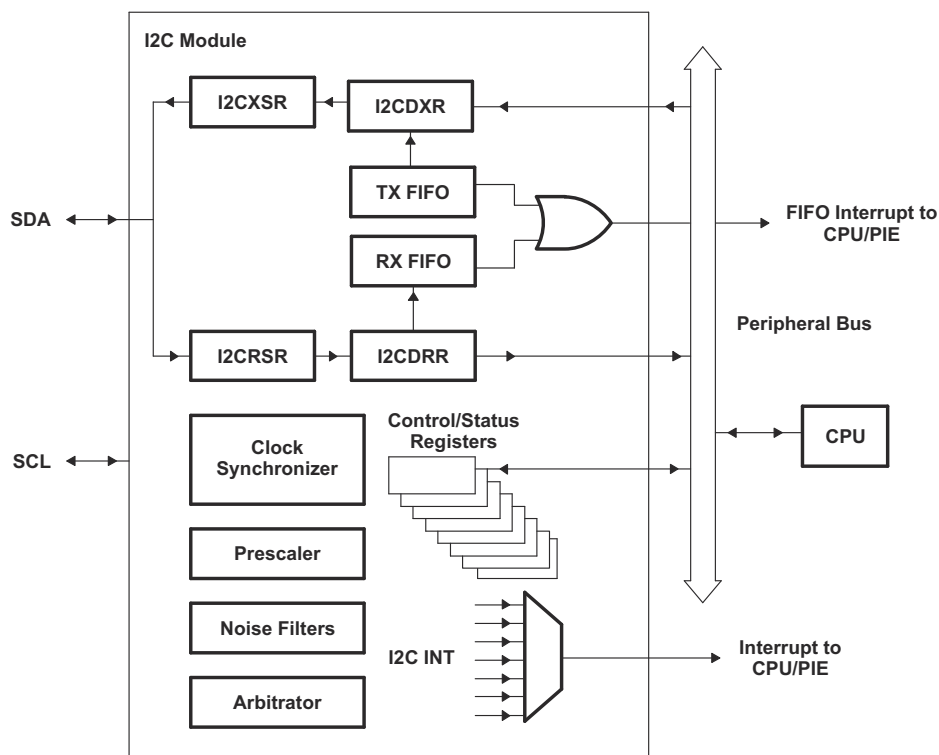 I2C Module
I2CXSR
I2CDXR
TX FIFO
SDA
FIFO Interrupt to
CPU/PIE
RX FIFO
Peripheral Bus
I2CRSR
I2CDRR
Control/Status
Registers
CPU
Clock
Synchronizer
SCL
Prescaler
Noise Filters
I2C INT
Interrupt to
CPU/PIE
Arbitrator